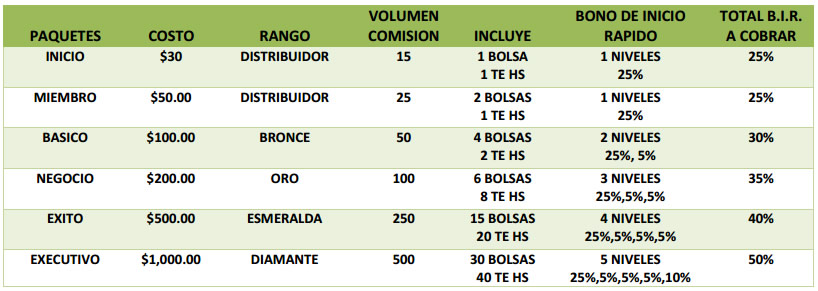 VOLUMEN BONO DE INICIO TOTAL B.I.R.
PAQUETES COSTO RANGO COMISION INCLUYE RAPIDO A COBRAR
INICIO $30 DISTRIBUIDOR 15 1 BOLSA 1 NIVELES 25%
1 TE HS 25%
MIEMBRO $50.00 DISTRIBUIDOR 25 2 BOLSAS 1 NIVELES 25%
1 TE HS 25%
BASICO $100.00 BRONCE 50 4 BOLSAS 2 NIVELES 30%
2 TE HS 25%, 5%
NEGOCIO $200.00 ORO 100 6 BOLSAS 3 NIVELES 35%
8 TE HS 25%,5%,5%
EXITO $500.00 ESMERALDA 250 15 BOLSAS 4 NIVELES 40%
20 TE HS 25%,5%,5%,5%
EXECUTIVO $1,000.00 DIAMANTE 500 30 BOLSAS 5 NIVELES 50%
40 TE HS 25%,5%,5%,5%,10%